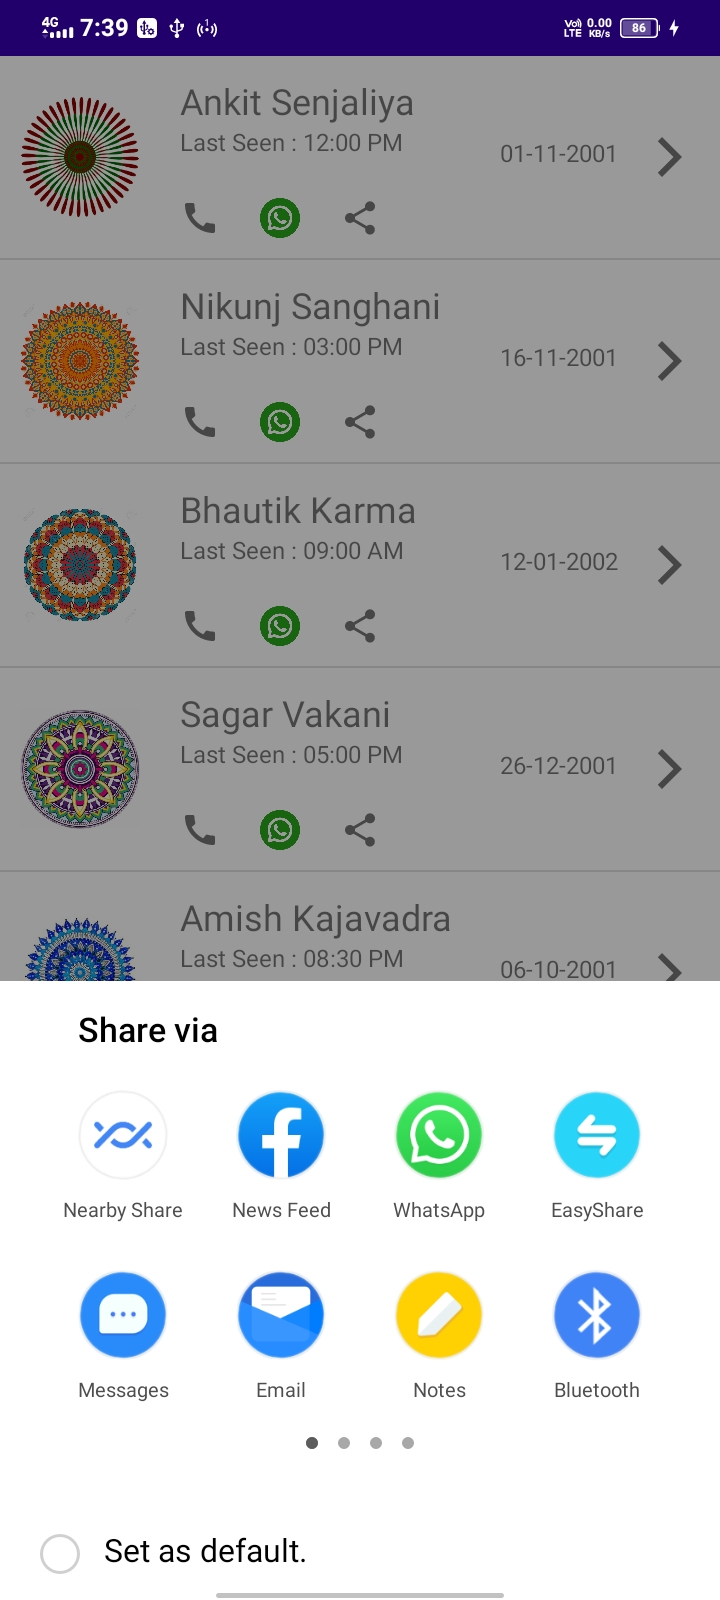 4G 7:39 Vo) 0.00 86
LTE KB/s
Ankit Senjaliya
Last Seen : 12:00 PM
01-11-2001
Nikunj Sanghani
Last Seen : 03:00 PM
16-11-2001
Bhautik Karma
Last Seen : 09:00 AM
12-01-2002
Sagar Vakani
Last Seen : 05:00 PM
26-12-2001
Amish Kajavadra
Last Seen : 08:30 PM
06-10-2001
Share via
Nearby Share News Feed WhatsApp EasyShare
Messages Email Notes Bluetooth
Set as default.